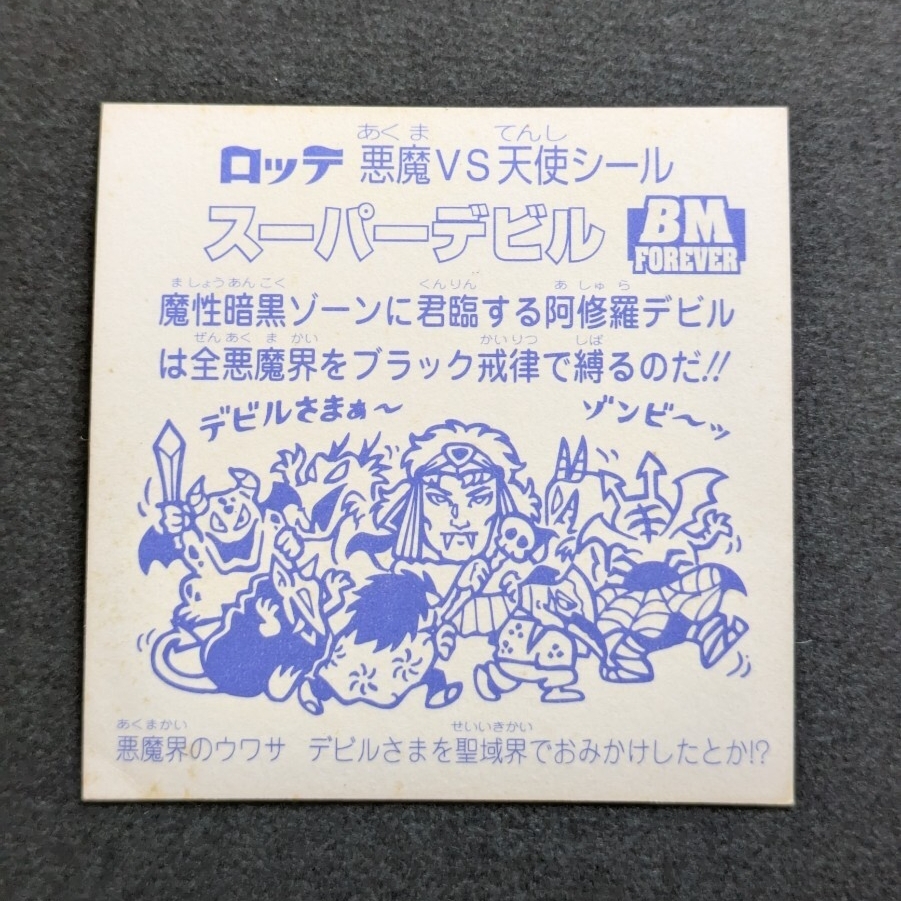 あくま てんし
ロッテ 悪魔VS天使シール
スーパーデビル BM FOREVER
ましょうあんこく くんりん あしゅら
魔性暗黒ゾーンに君臨する阿修羅デビル
ぜんあくまかい かいりつ しば
は全悪魔界をブラック戒律で縛るのだ!!
デビルさまぁ〜 ゾンビ〜ッ
あくまかい せいいきかい
悪魔界のウワサ デビルさまを聖域界でおみかけしたとか!?